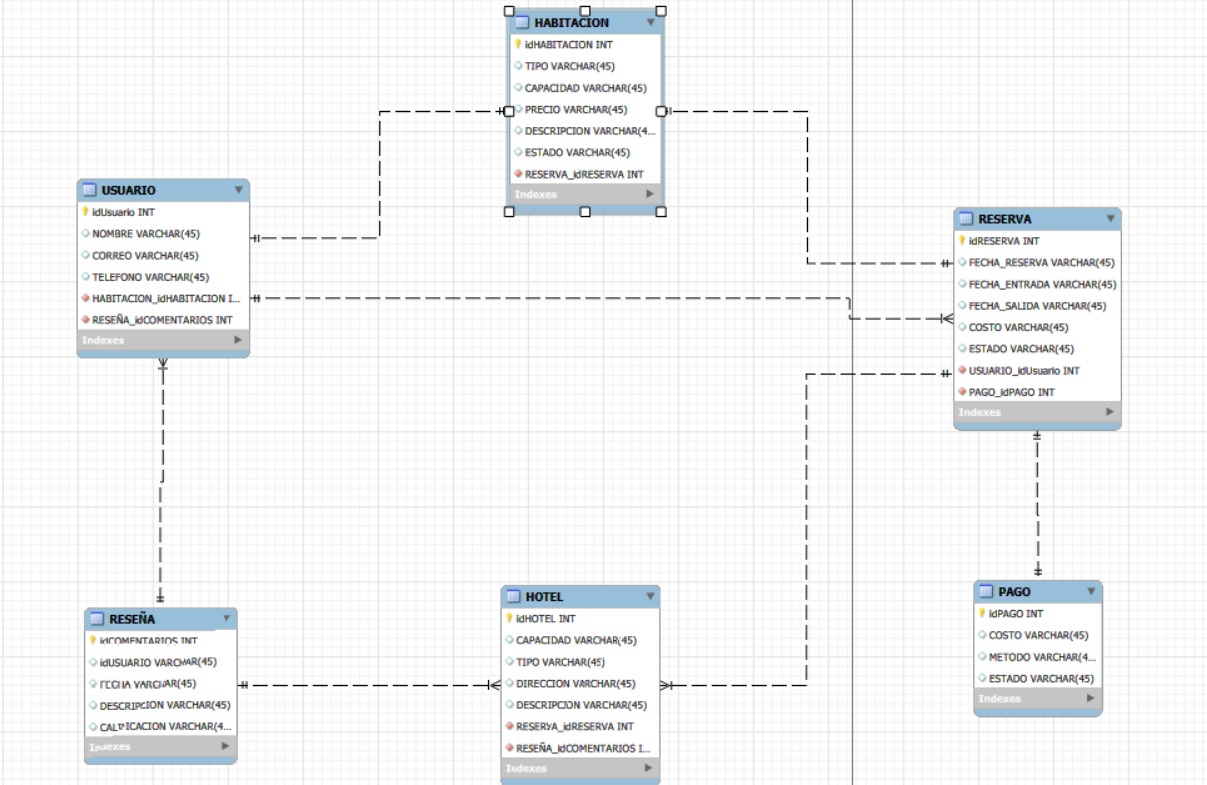 HABITACION
idHABITACION INT
TIPO VARCHAR(45)
CAPACIDAD VARCHAR(45)
PRECIO VARCHAR(45)
DESCRIPCION VARCHAR(4...
ESTADO VARCHAR(45)
RESERVA_idRESERVA INT
Indexes
USUARIO
idUsuario INT
NOMBRE VARCHAR(45)
CORREO VARCHAR(45)
TELEFONO VARCHAR(45)
HABITACION_idHABITACION I...
RESEÑA_idCOMENTARIOS INT
Indexes
RESERVA
idRESERVA INT
FECHA_RESERVA VARCHAR(45)
FECHA_ENTRADA VARCHAR(45)
FECHA_SALIDA VARCHAR(45)
COSTO VARCHAR(45)
ESTADO VARCHAR(45)
USUARIO_idUsuario INT
PAGO_idPAGO INT
Indexes
RESEÑA
idCOMENTARIOS INT
idUSUARIO VARCHAR(45)
FECHA VARCHAR(45)
DESCRIPCION VARCHAR(45)
CALIFICACION VARCHAR(4...
Indexes
HOTEL
idHOTEL INT
CAPACIDAD VARCHAR(45)
TIPO VARCHAR(45)
DIRECCION VARCHAR(45)
DESCRIPCION VARCHAR(45)
RESERVA_idRESERVA INT
RESEÑA_idCOMENTARIOS I...
Indexes
PAGO
idPAGO INT
COSTO VARCHAR(45)
METODO VARCHAR(4...
ESTADO VARCHAR(45)
Indexes